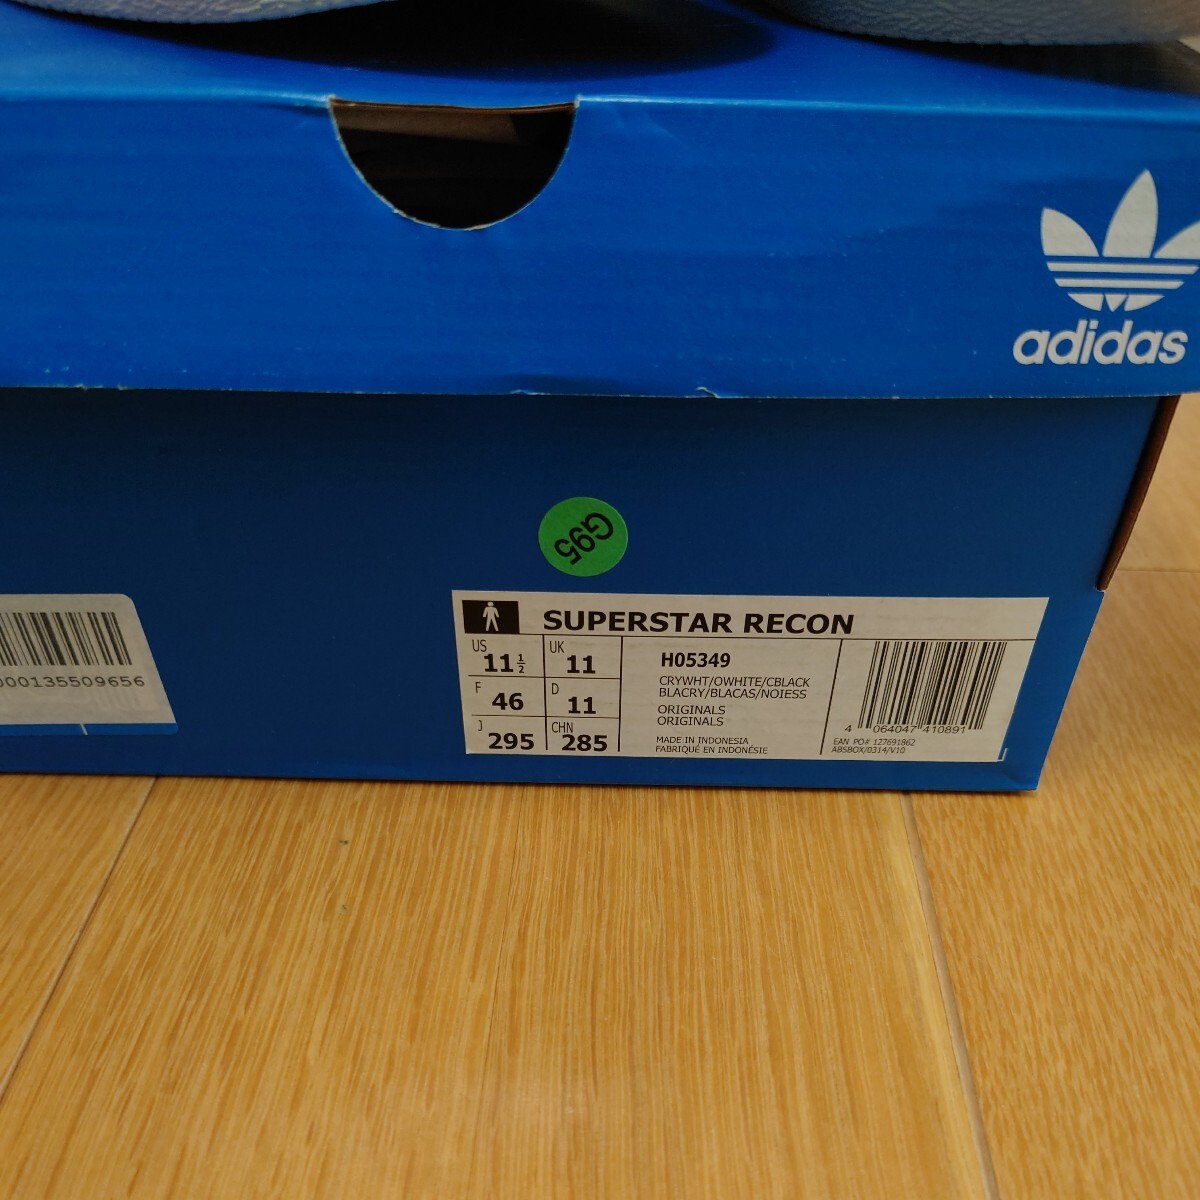 adidas
G95
000135509656
SUPERSTAR RECON
US 11 1/2
UK 11
F 46
D 11
J 295
CHN 285
H05349
CRYWHT/OWHITE/CBLACK
BLACRY/BLACAS/NOIESS
ORIGINALS
ORIGINALS
MADE IN INDONESIA
FABRIQUÉ EN INDONÉSIE
4 064047 410891
EAN PO# 127691862
ABSBOX/0314/V10